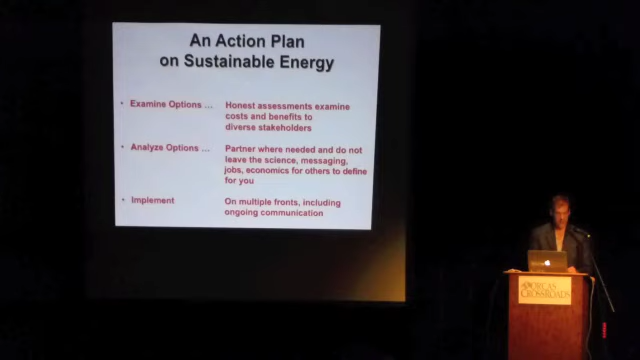 An Action Plan
on Sustainable Energy
• Examine Options ...
Honest assessments examine
costs and benefits to
diverse stakeholders
• Analyze Options ...
Partner where needed and do not
leave the science, messaging,
jobs, economics for others to define
for you
• Implement
On multiple fronts, including
ongoing communication
ORCAS
CROSSROADS